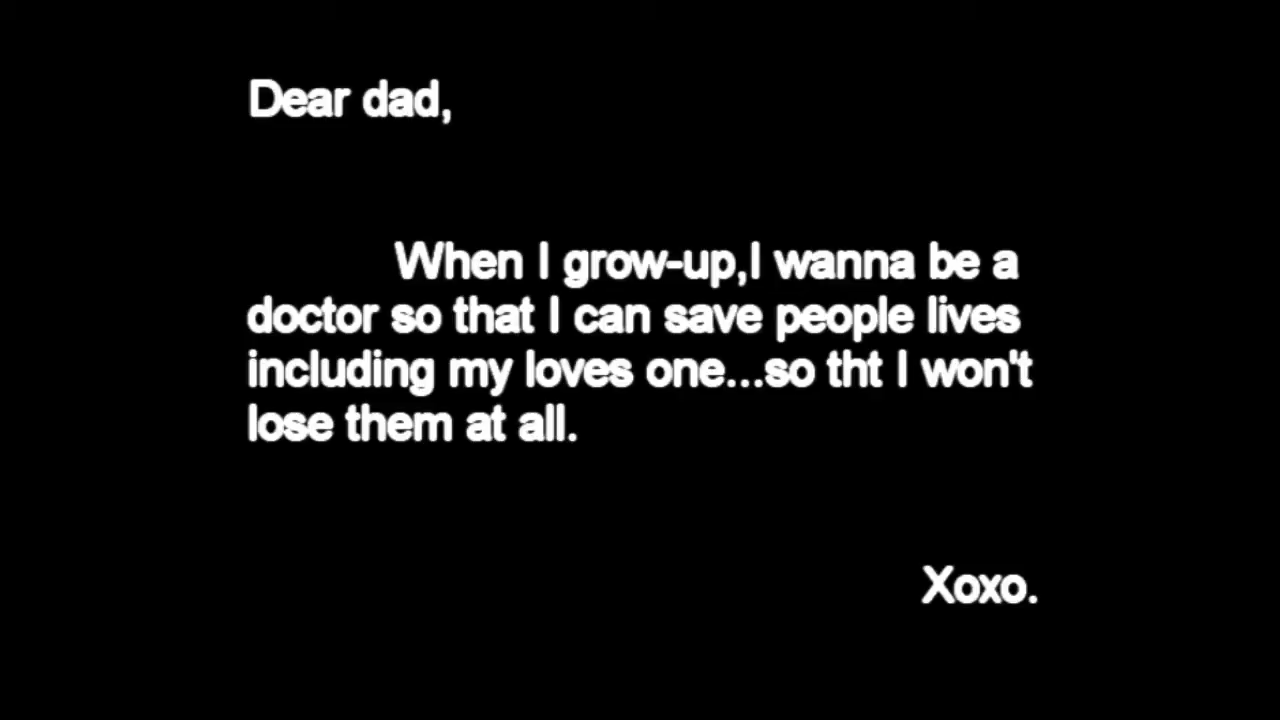 Dear dad,
When I grow-up,I wanna be a
doctor so that I can save people lives
including my loves one...so tht I won't
lose them at all.
Xoxo.